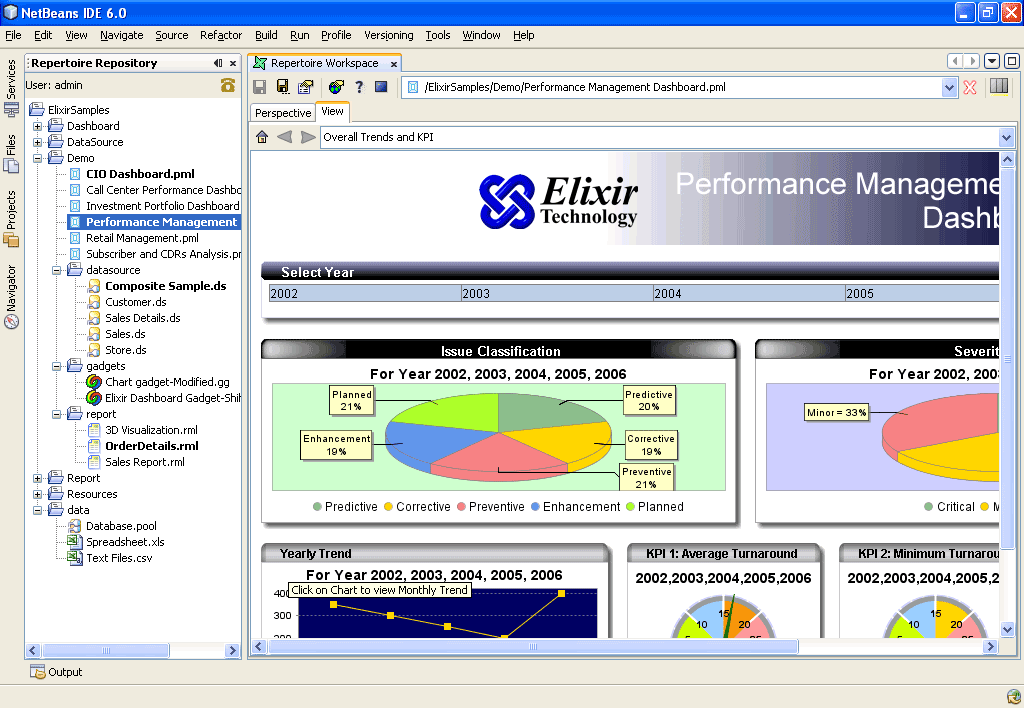 NetBeans IDE 6.0
File Edit View Navigate Source Refactor Build Run Profile Versioning Tools Window Help
Services
Files
Projects
Navigator
Repertoire Repository
User: admin
ElixirSamples
Dashboard
DataSource
Demo
CIO Dashboard.pml
Call Center Performance Dashbo
Investment Portfolio Dashboard
Performance Management
Retail Management.pml
Subscriber and CDRs Analysis.pr
datasource
Composite Sample.ds
Customer.ds
Sales Details.ds
Sales.ds
Store.ds
gadgets
Chart gadget-Modified.gg
Elixir Dashboard Gadget-Shif
report
3D Visualization.rml
OrderDetails.rml
Sales Report.rml
Report
Resources
data
Database.pool
Spreadsheet.xls
Text Files.csv
Repertoire Workspace
/ElixirSamples/Demo/Performance Management Dashboard.pml
Perspective View
Overall Trends and KPI
Elixir
Technology
Performance Manageme
Dashb
Select Year
2002 2003 2004 2005
Issue Classification
For Year 2002, 2003, 2004, 2005, 2006
Planned
21%
Predictive
20%
Enhancement
19%
Corrective
19%
Preventive
21%
Predictive Corrective Preventive Enhancement Planned
Severit
For Year 2002, 200
Minor = 33%
Critical M
Yearly Trend
For Year 2002, 2003, 2004, 2005, 2006
Click on Chart to view Monthly Trend
400
300
200
KPI 1: Average Turnaround
2002,2003,2004,2005,2006
10 15 20
5 25
KPI 2: Minimum Turnarou
2002,2003,2004,2005,2
10 15 20
5 25
Output